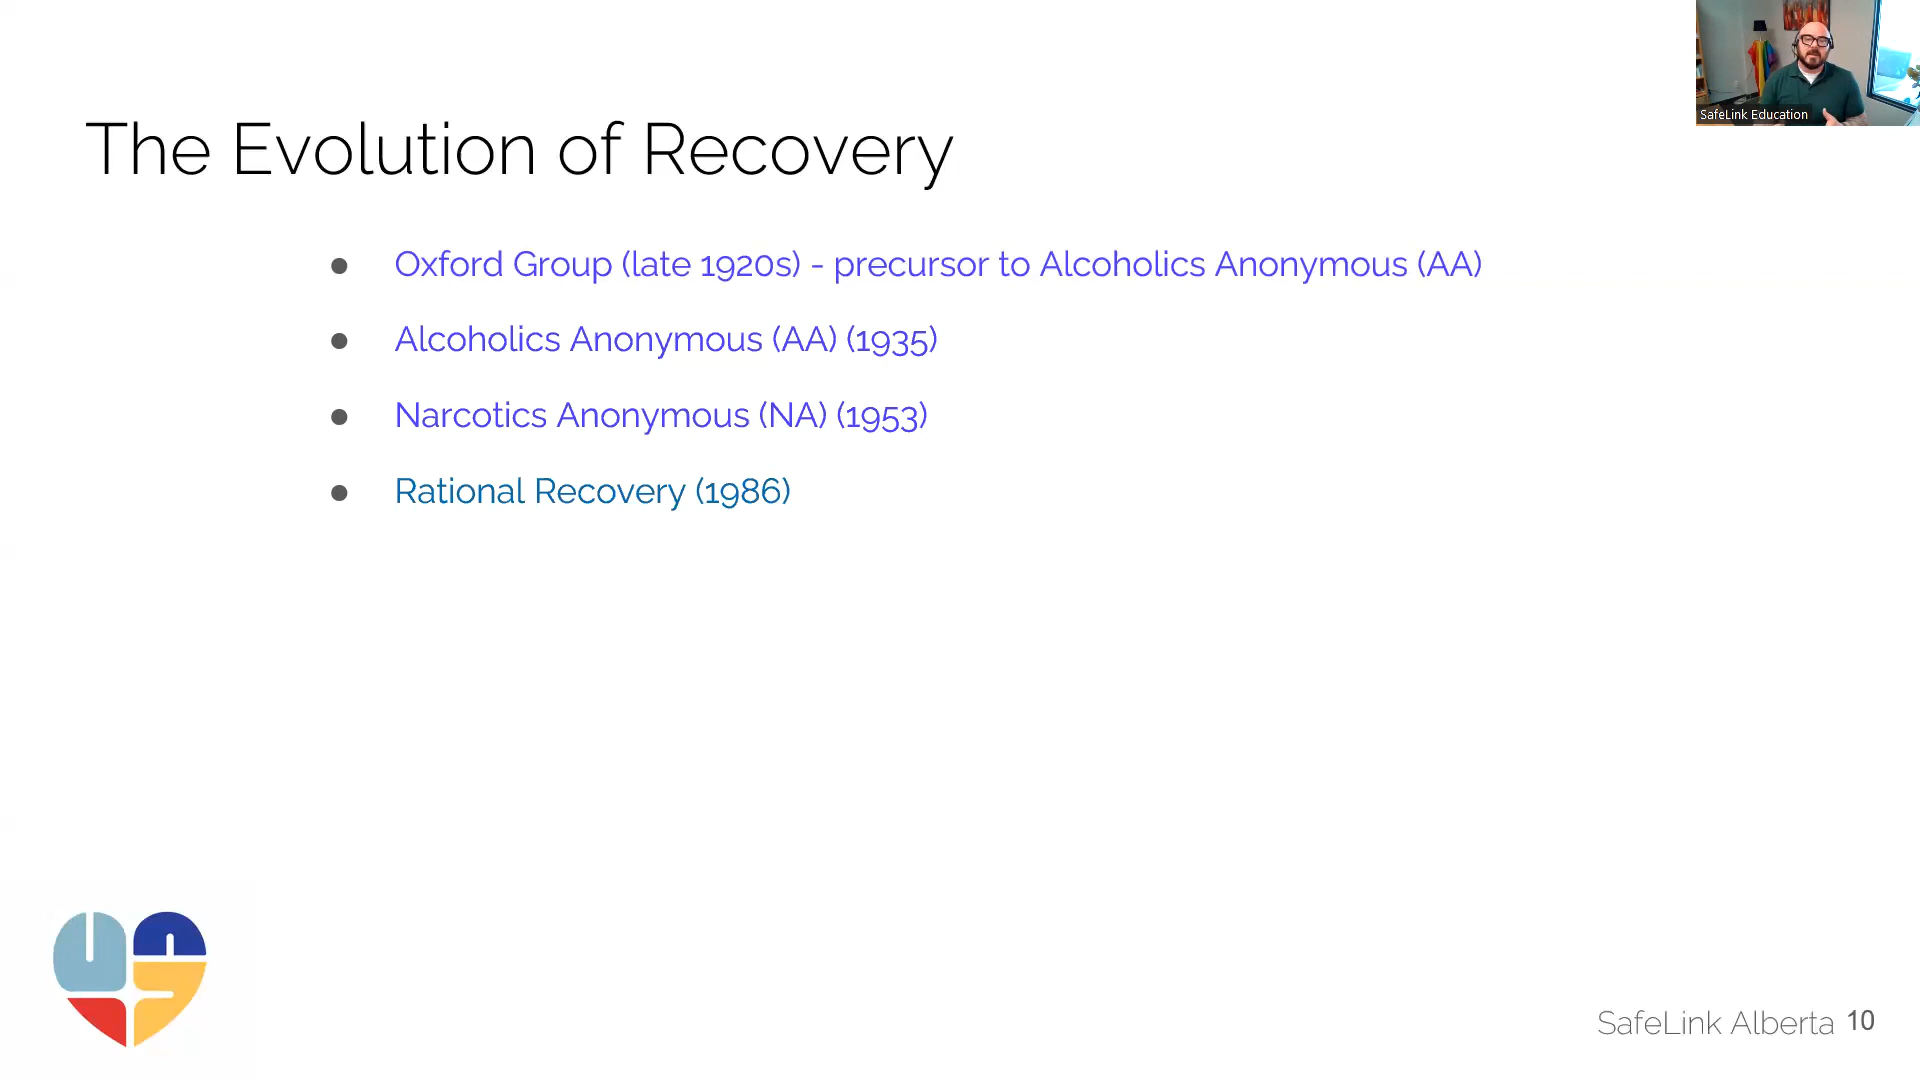 SafeLink Education
The Evolution of Recovery
● Oxford Group (late 1920s) - precursor to Alcoholics Anonymous (AA)
● Alcoholics Anonymous (AA) (1935)
● Narcotics Anonymous (NA) (1953)
● Rational Recovery (1986)
SafeLink Alberta 10